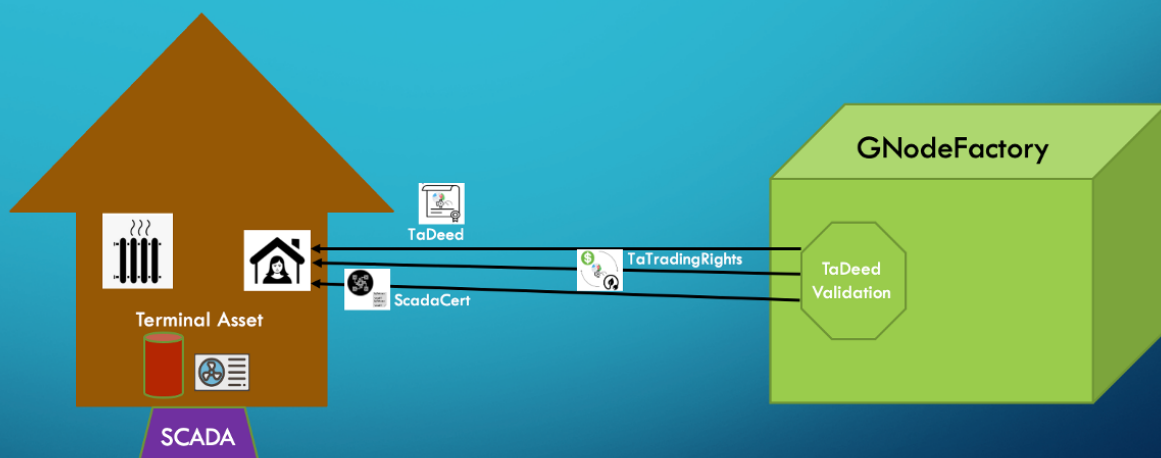 GNodeFactory
TaDeed
TaTradingRights
TaDeed
Validation
ScadaCert
Terminal Asset
SCADA